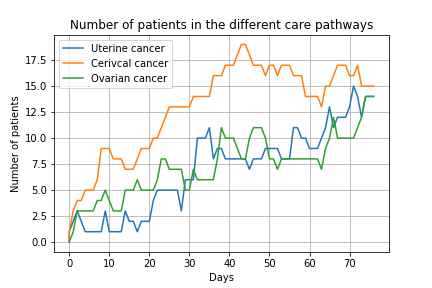 Number of patients in the different care pathways
Uterine cancer
Cerivcal cancer
Ovarian cancer
Number of patients
17.5
15.0
12.5
10.0
7.5
5.0
2.5
0.0
0 10 20 30 40 50 60 70
Days